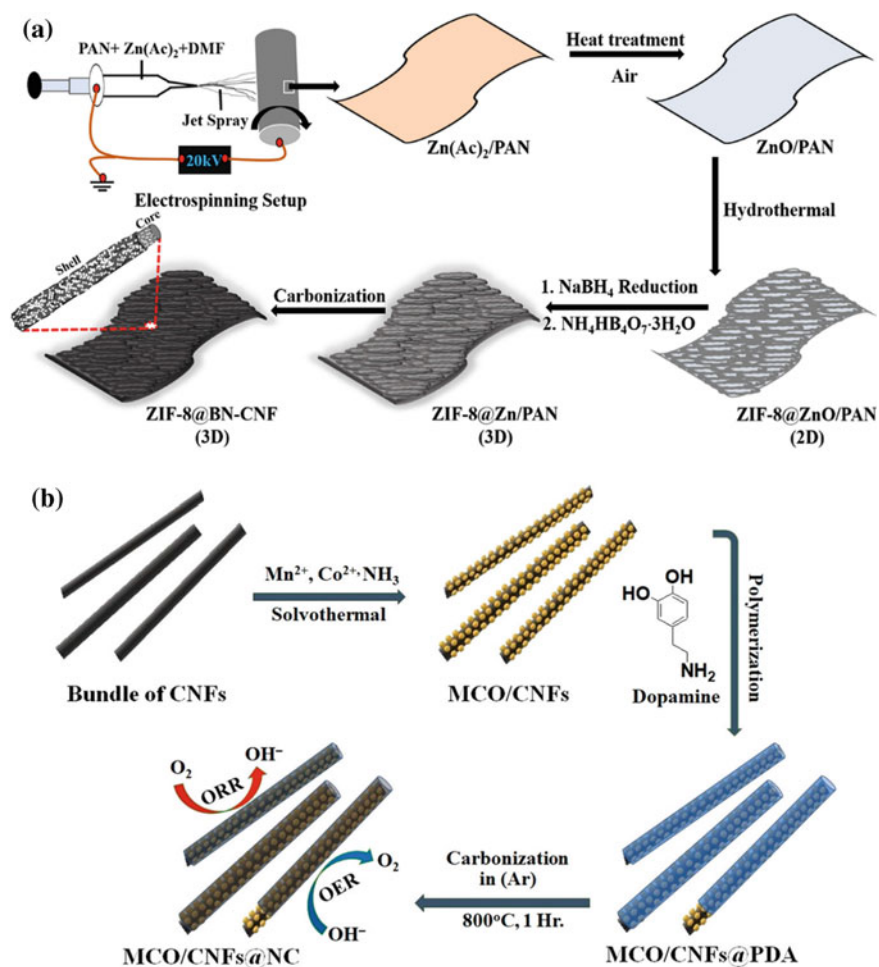 (a)
PAN+ Zn(Ac)₂+DMF
Jet Spray
20kV
Electrospinning Setup
Zn(Ac)₂/PAN
Heat treatment
Air
ZnO/PAN
Hydrothermal
ZIF-8@ZnO/PAN
(2D)
1. NaBH₄ Reduction
2. NH₄HB₄O₇·3H₂O
ZIF-8@Zn/PAN
(3D)
Carbonization
Core
Shell
ZIF-8@BN-CNF
(3D)
(b)
Bundle of CNFs
Mn²⁺, Co²⁺,NH₃
Solvothermal
MCO/CNFs
OH
HO
NH₂
Dopamine
Polymerization
MCO/CNFs@PDA
Carbonization
in (Ar)
800°C, 1 Hr.
O₂
ORR
OH⁻
O₂
OER
OH⁻
MCO/CNFs@NC